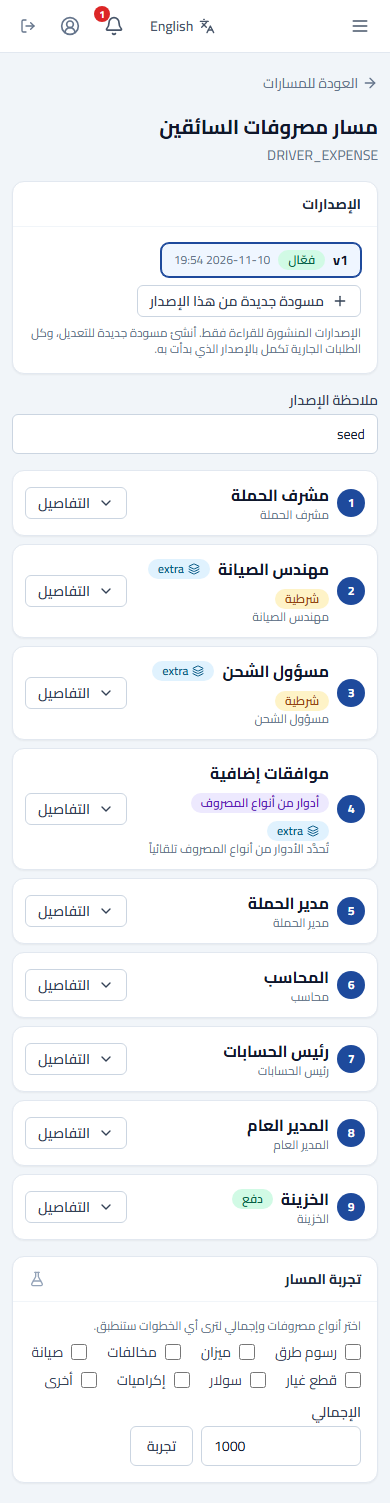 English
1
العودة للمسارات
مسار مصروفات السائقين
DRIVER_EXPENSE
الإصدارات
v1 فعّال 2026-11-10 19:54
مسودة جديدة من هذا الإصدار
الإصدارات المنشورة للقراءة فقط. أنشئ مسودة جديدة للتعديل، وكل
الطلبات الجارية تكمل بالإصدار الذي بدأت به.
ملاحظة الإصدار
seed
1 مشرف الحملة التفاصيل
مشرف الحملة
مهندس الصيانة extra
2 شرطية التفاصيل
مهندس الصيانة
مسؤول الشحن extra
3 شرطية التفاصيل
مسؤول الشحن
موافقات إضافية
أدوار من أنواع المصروف
4 التفاصيل
extra
تُحدَّد الأدوار من أنواع المصروف تلقائياً
5 مدير الحملة التفاصيل
مدير الحملة
6 المحاسب التفاصيل
محاسب
7 رئيس الحسابات التفاصيل
رئيس الحسابات
8 المدير العام التفاصيل
المدير العام
9 الخزينة دفع التفاصيل
الخزينة
تجربة المسار
اختر أنواع مصروفات وإجمالي لترى أي الخطوات ستنطبق.
رسوم طرق ميزان مخالفات صيانة
قطع غيار سولار إكراميات أخرى
الإجمالي
1000 تجربة